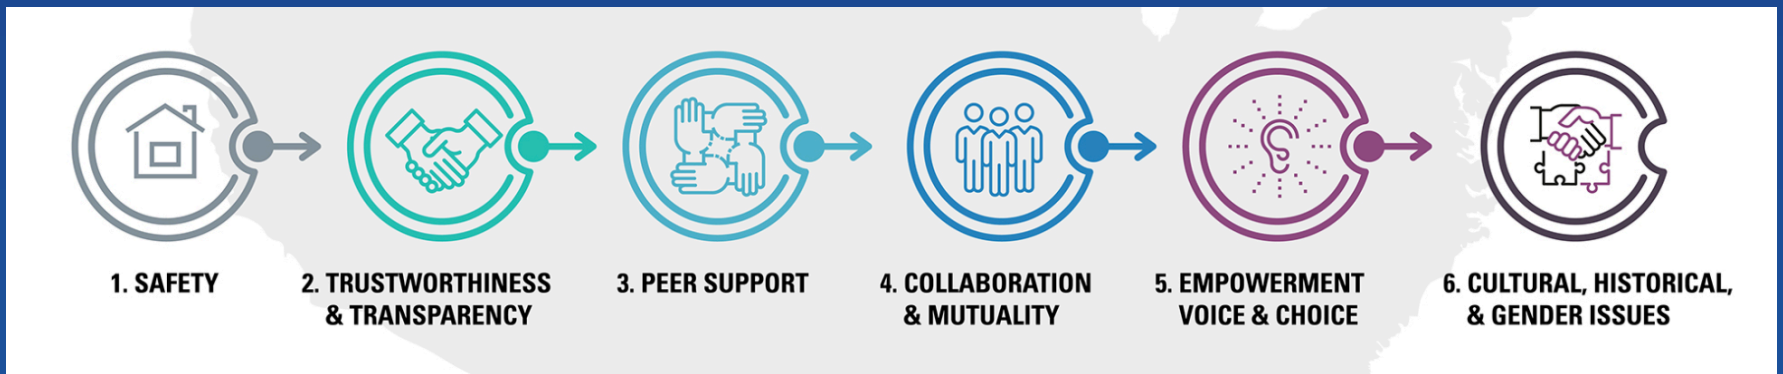 1. SAFETY
2. TRUSTWORTHINESS
& TRANSPARENCY
3. PEER SUPPORT
4. COLLABORATION
& MUTUALITY
5. EMPOWERMENT
VOICE & CHOICE
6. CULTURAL, HISTORICAL,
& GENDER ISSUES